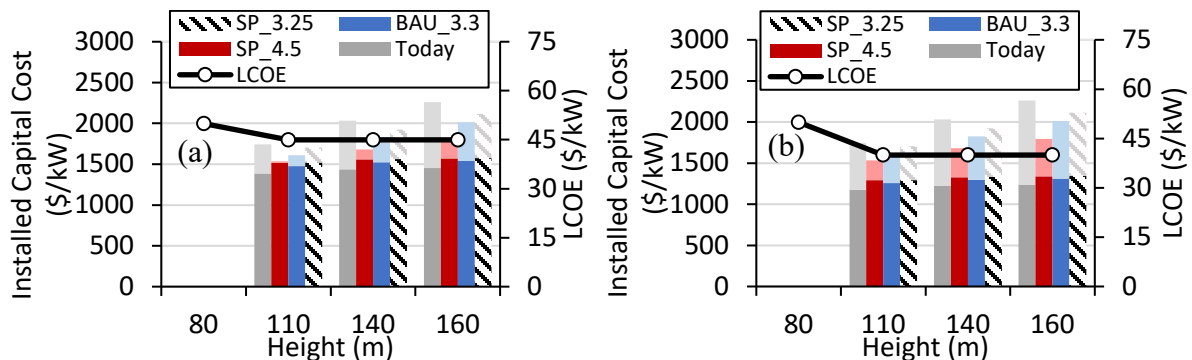 SP_3.25 BAU_3.3
SP_4.5 Today
LCOE
Installed Capital Cost
($/kW)
3000
2500
2000
1500
1000
500
0
(a)
75
60
45
30
15
0
LCOE ($/kW)
80 110 140 160
Height (m)
SP_3.25 BAU_3.3
SP_4.5 Today
LCOE
Installed Capital Cost
($/kW)
3000
2500
2000
1500
1000
500
0
(b)
75
60
45
30
15
0
LCOE ($/kW)
80 110 140 160
Height (m)